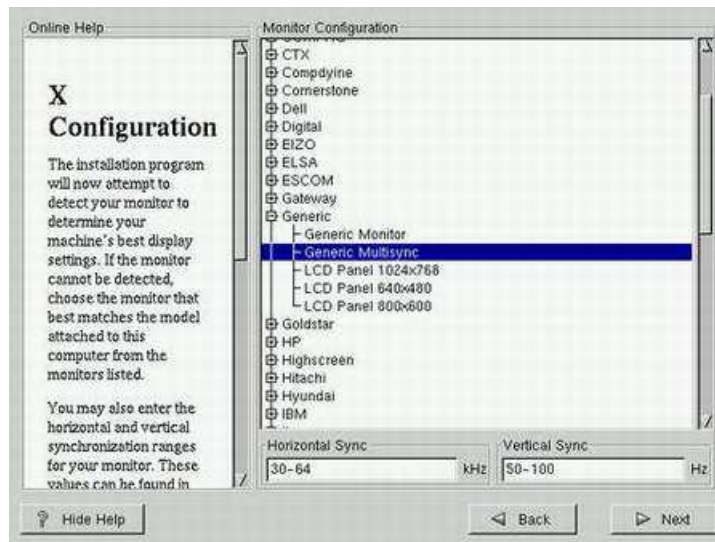 Online Help
X
Configuration
The installation program
will now attempt to
detect your monitor to
determine your
machine's best display
settings. If the monitor
cannot be detected,
choose the monitor that
best matches the model
attached to this
computer from the
monitors listed.
You may also enter the
horizontal and vertical
synchronization ranges
for your monitor. These
values can be found in
Hide Help
Monitor Configuration
CTX
Compdyine
Cornerstone
Dell
Digital
EIZO
ELSA
ESCOM
Gateway
Generic
Generic Monitor
Generic Multisync
LCD Panel 1024x768
LCD Panel 640x480
LCD Panel 800x600
Goldstar
HP
Highscreen
Hitachi
Hyundai
IBM
Horizontal Sync
30-64 kHz
Vertical Sync
50-100 Hz
Back
Next